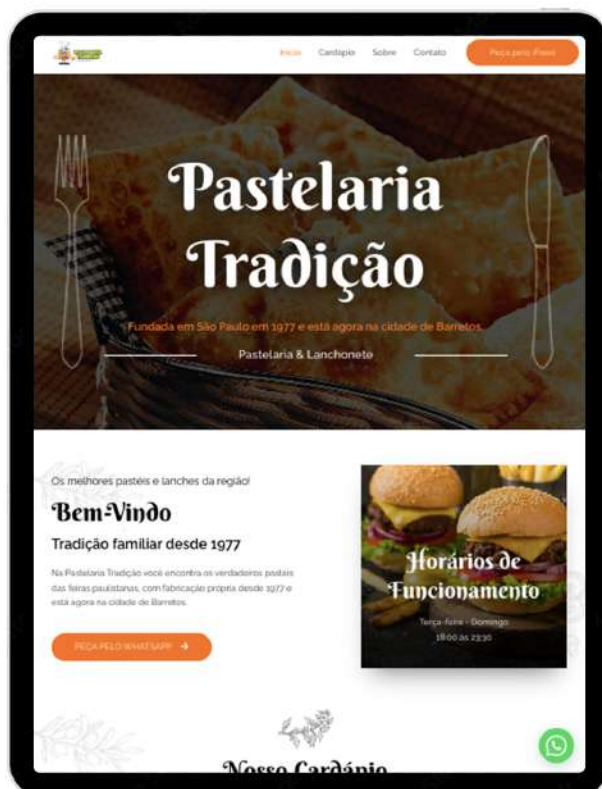 Início
Cardápio
Sobre
Contato
Peça pelo iFood
Pastelaria
Tradição
Fundada em São Paulo em 1977 e está agora na cidade de Barretos.
Pastelaria & Lanchonete
Os melhores pastéis e lanches da região!
Bem-Vindo
Tradição familiar desde 1977
Na Pastelaria Tradição você encontra os verdadeiros pastéis
das feiras paulistanas, com fabricação própria desde 1977 e
está agora na cidade de Barretos.
PEÇA PELO WHATSAPP
Horários de
Funcionamento
Terça-feira - Domingo
18:00 às 23:30
Nosso Cardápio